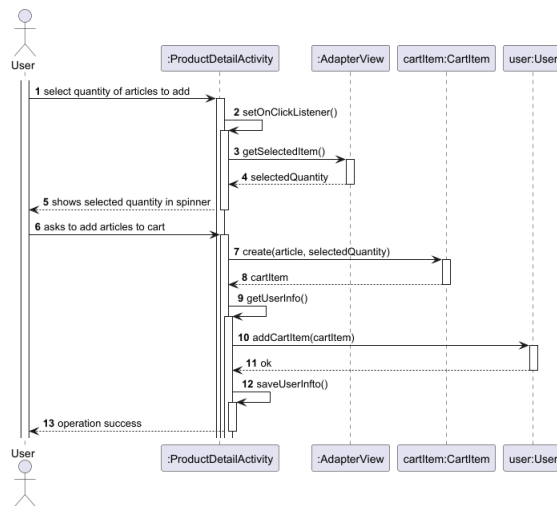 User
:ProductDetailActivity
:AdapterView
cartItem:CartItem
user:User
1 select quantity of articles to add
2 setOnClickListener()
3 getSelectedItem()
4 selectedQuantity
5 shows selected quantity in spinner
6 asks to add articles to cart
7 create(article, selectedQuantity)
8 cartItem
9 getUserInfo()
10 addCartItem(cartItem)
11 ok
12 saveUserInfto()
13 operation success
User
:ProductDetailActivity
:AdapterView
cartItem:CartItem
user:User